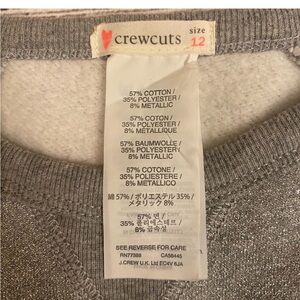 crewcuts
size
12
57% COTTON /
35% POLYESTER /
8% METALLIC
57% COTON /
35% POLYESTER /
8% METALLIQUE
57% BAUMWOLLE /
35% POLYESTER /
8% METALLIC
57% COTONE /
35% POLIESTERE /
8% METALLICO
綿 57% / ポリエステル 35% /
メタリック 8%
57% 면 /
35% 폴리에스테르 /
8% 금속성
SEE REVERSE FOR CARE
RN77388 CA56445
J.CREW U.K. Ltd EC4V 6JA